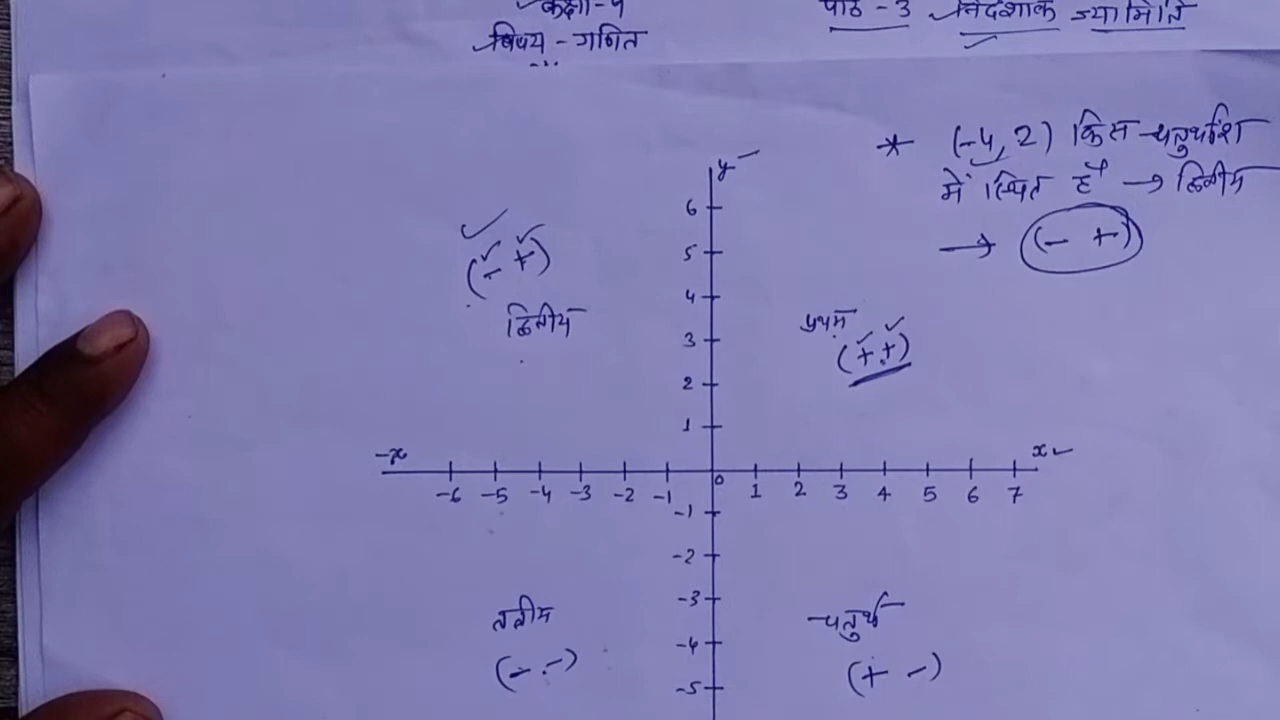 कक्षा-9
पाठ - 3 निर्देशांक ज्यामिति
विषय - गणित
* (-4, 2) किस चतुर्थांश
में स्थित है → द्वितीय
→ (- +)
y
6
5
4
3
2
1
(- +)
द्वितीय
प्रथम
(+ +)
-x
x
-6 -5 -4 -3 -2 -1 0 1 2 3 4 5 6 7
-1
-2
-3
-4
-5
तृतीय
(- -)
चतुर्थ
(+ -)